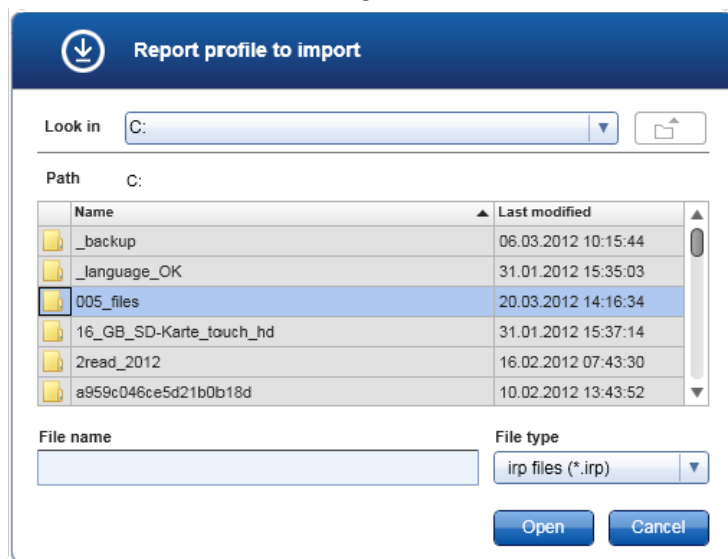 Report profile to import
Look in C:
Path C:
Name Last modified
_backup 06.03.2012 10:15:44
_language_OK 31.01.2012 15:35:03
005_files 20.03.2012 14:16:34
16_GB_SD-Karte_touch_hd 31.01.2012 15:37:14
2read_2012 16.02.2012 07:43:30
a959c046ce5d21b0b18d 10.02.2012 13:43:52
File name File type
irp files (*.irp)
Open Cancel